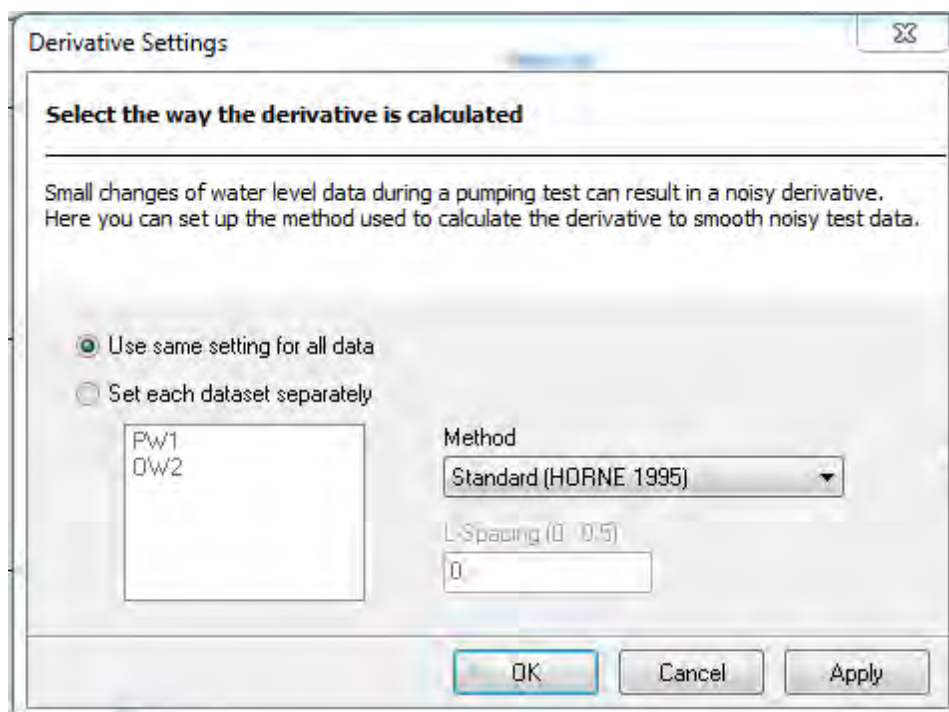 Derivative Settings
Select the way the derivative is calculated
Small changes of water level data during a pumping test can result in a noisy derivative.
Here you can set up the method used to calculate the derivative to smooth noisy test data.
Use same setting for all data
Set each dataset separately
PW1
OW2
Method
Standard (HORNE 1995)
L-Spacing (0 0.5)
0
OK Cancel Apply